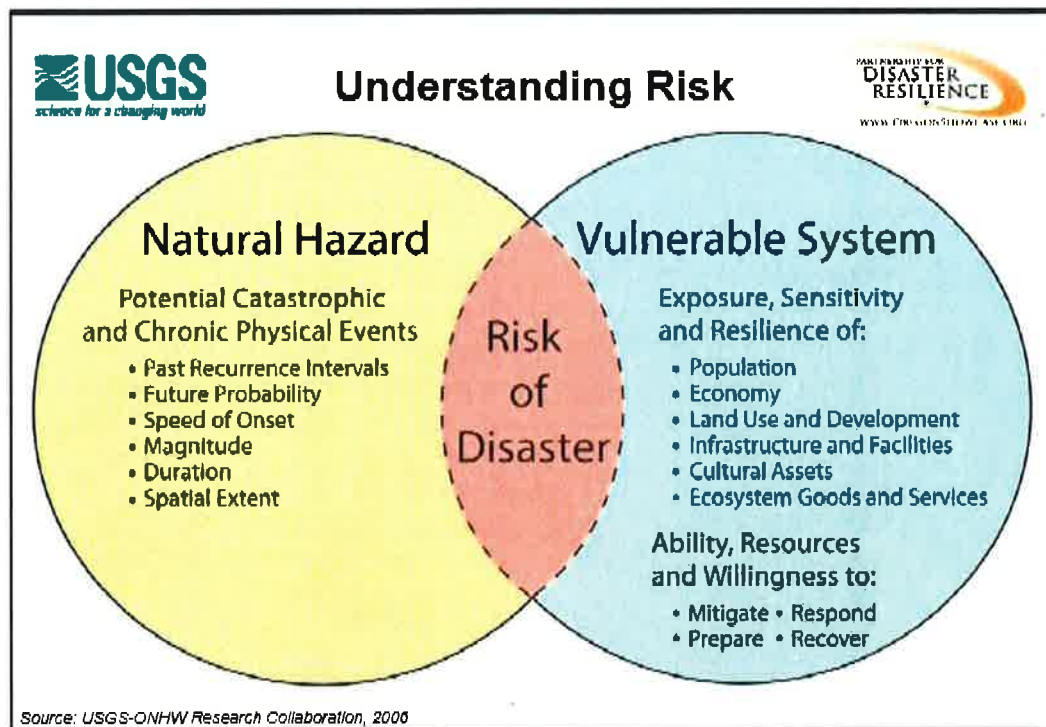 USGS
science for a changing world
Understanding Risk
PARTNERSHIP FOR
DISASTER
RESILIENCE
Natural Hazard
Potential Catastrophic
and Chronic Physical Events
• Past Recurrence Intervals
• Future Probability
• Speed of Onset
• Magnitude
• Duration
• Spatial Extent
Risk
of
Disaster
Vulnerable System
Exposure, Sensitivity
and Resilience of:
• Population
• Economy
• Land Use and Development
• Infrastructure and Facilities
• Cultural Assets
• Ecosystem Goods and Services
Ability, Resources
and Willingness to:
• Mitigate • Respond
• Prepare • Recover
Source: USGS-ONHW Research Collaboration, 2006